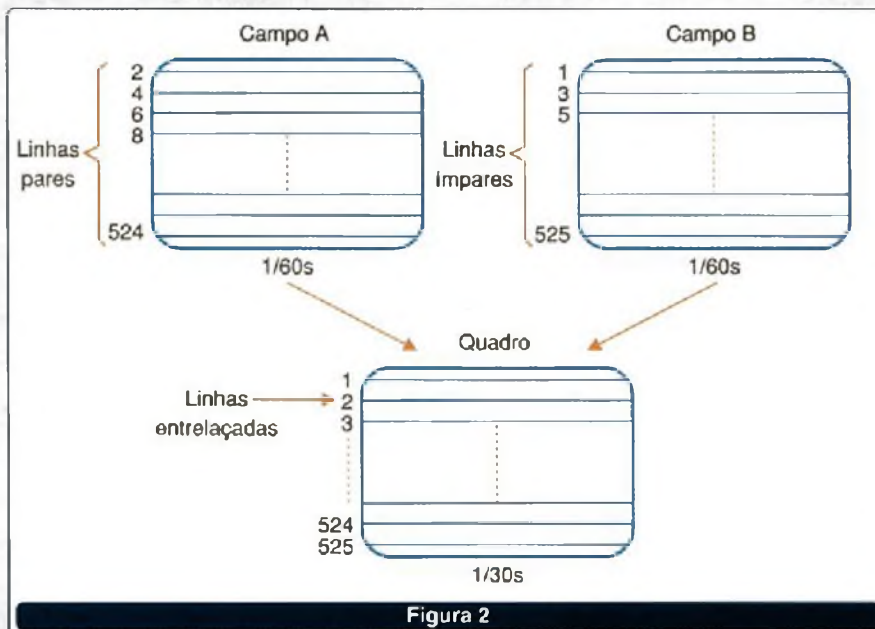 Campo A
Campo B
2
4
6
8
524
Linhas
pares
1
3
5
525
Linhas
ímpares
1/60s
1/60s
Quadro
Linhas
entrelaçadas
1
2
3
524
525
1/30s
Figura 2